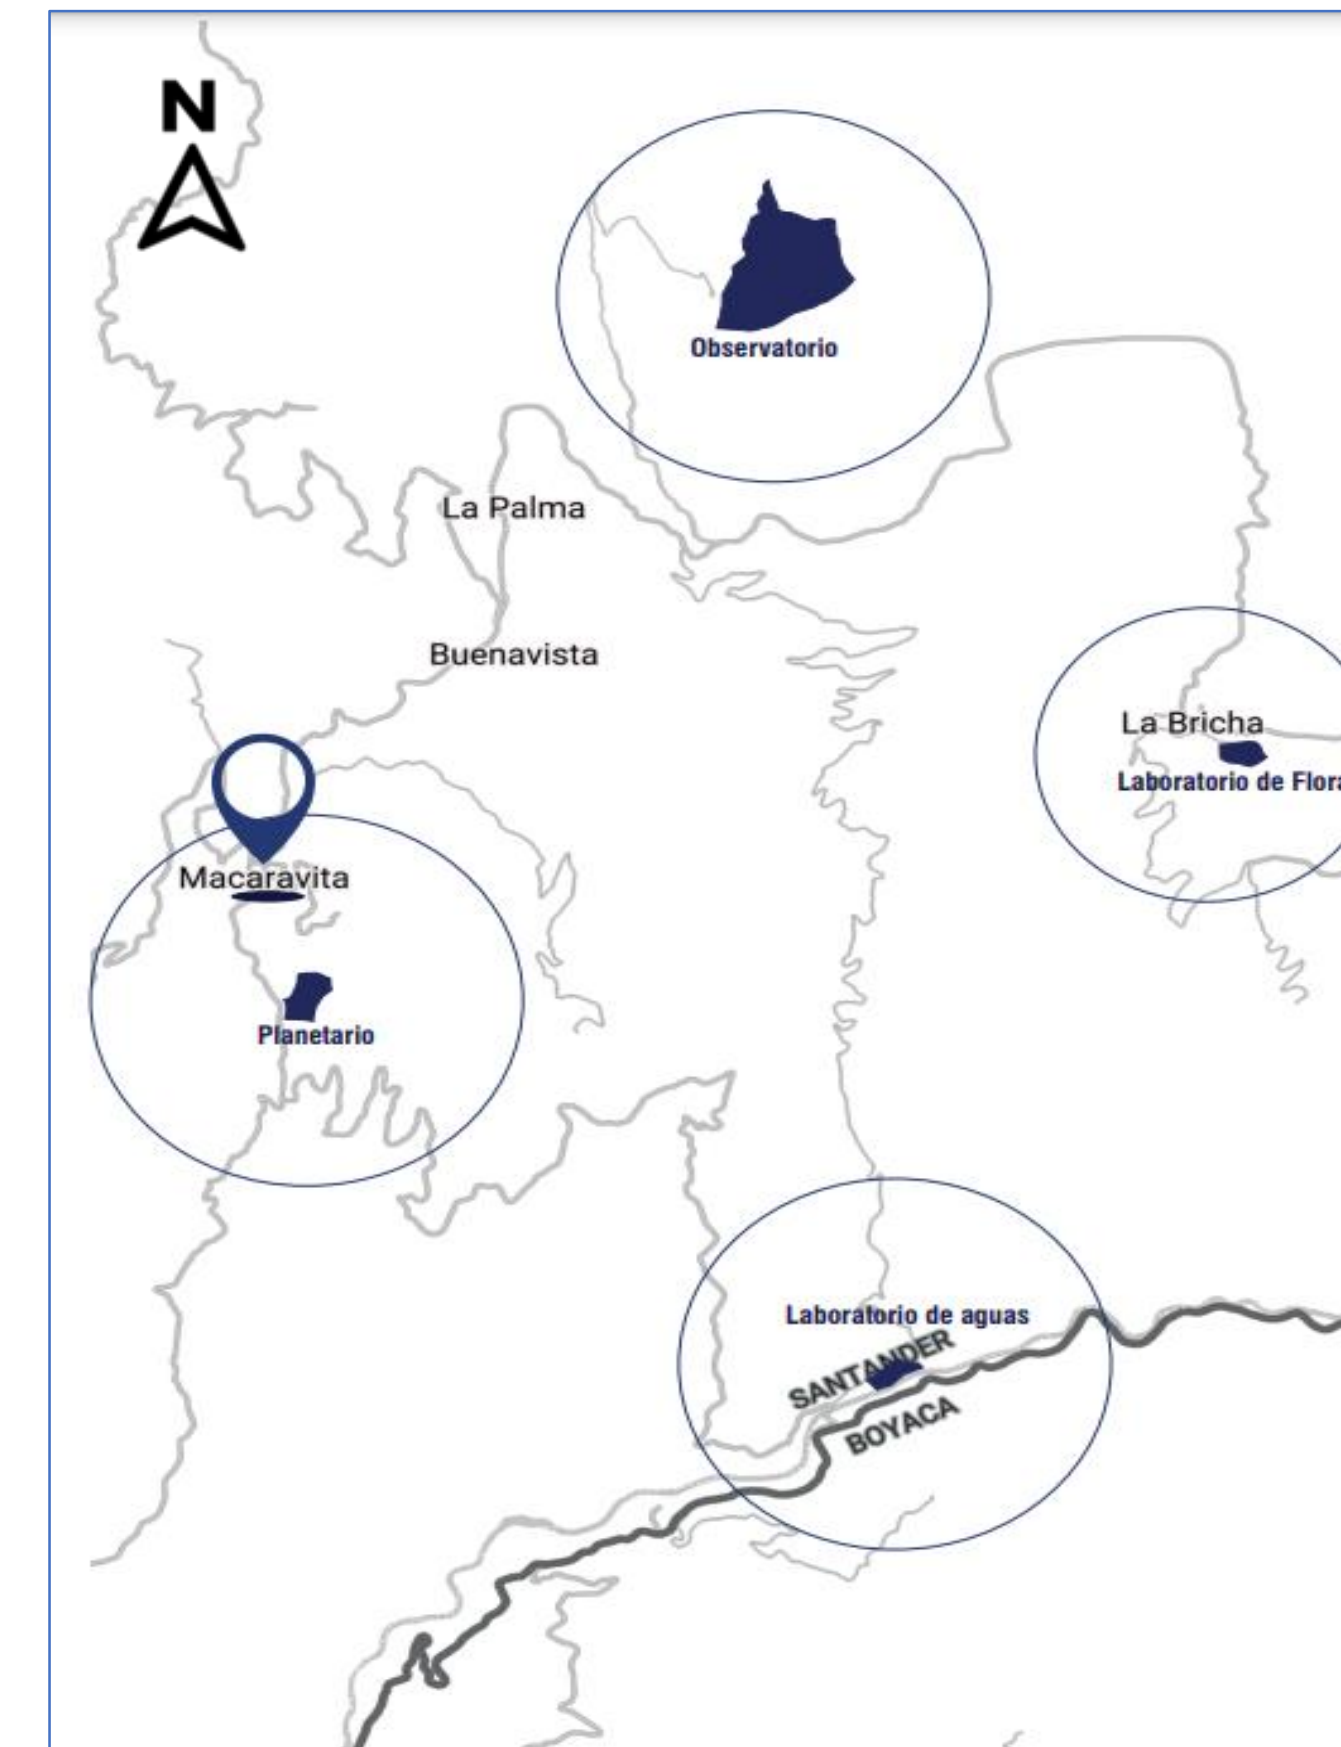 N
Observatorio
La Palma
Buenavista
La Bricha
Laboratorio de Flora
Macaravita
Planetario
Laboratorio de aguas
SANTANDER
BOYACA